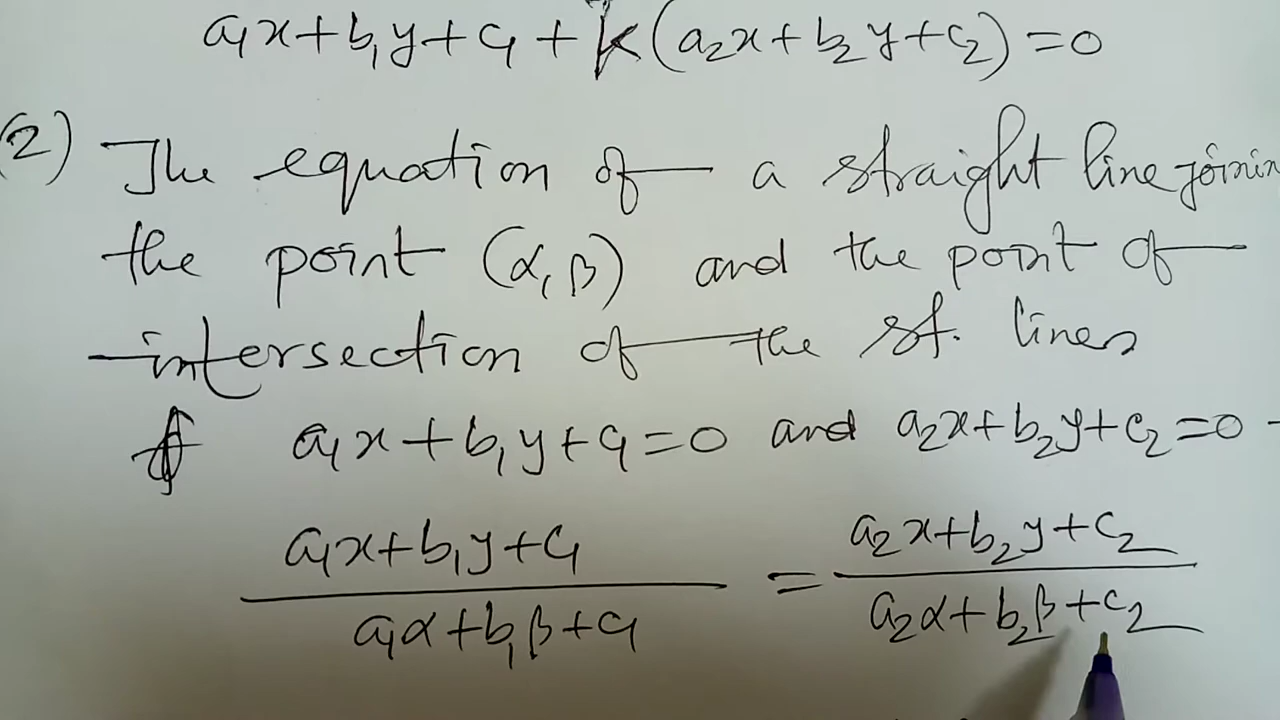 a₁x+b₁y+c₁+k(a₂x+b₂y+c₂)=0
(2) The equation of a straight line joinin
the point (α,β) and the point of
intersection of the st. lines
a₁x+b₁y+c₁=0 and a₂x+b₂y+c₂=0 -
a₁x+b₁y+c₁ = a₂x+b₂y+c₂
a₁α+b₁β+c₁ a₂α+b₂β+c₂